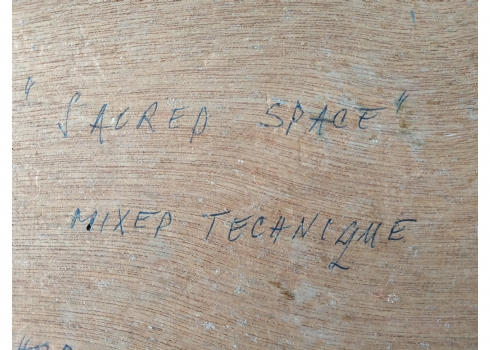 "SACRED SPACE"
MIXED TECHNIQUE